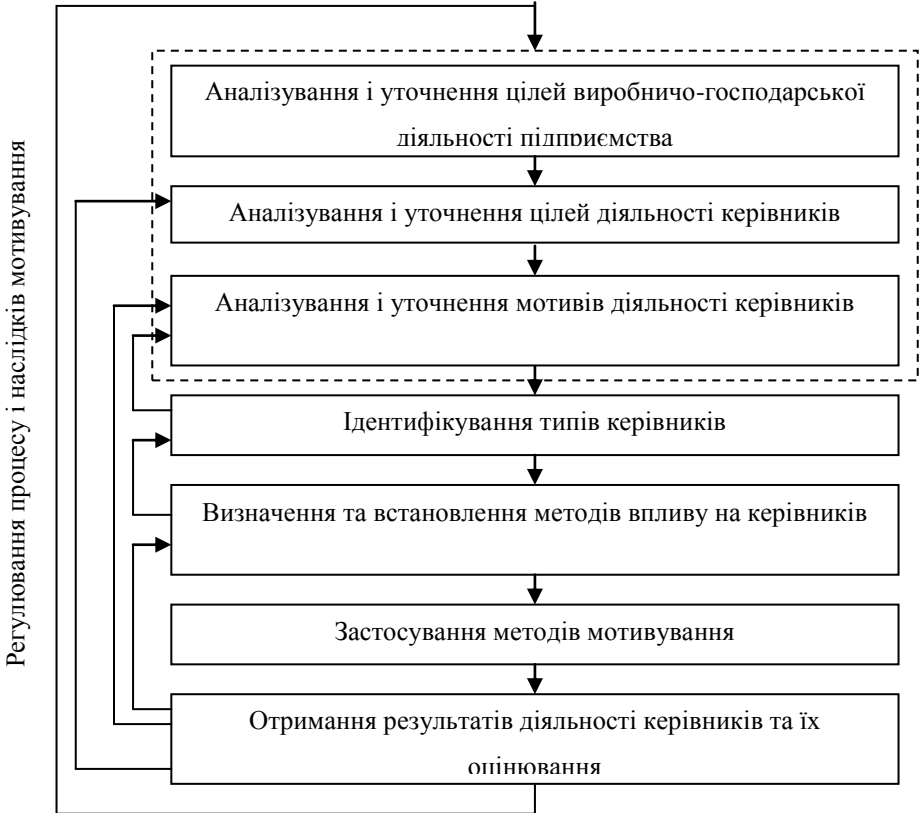 Регулювання процесу і наслідків мотивування
Аналізування і уточнення цілей виробничо-господарської
діяльності підприємства
Аналізування і уточнення цілей діяльності керівників
Аналізування і уточнення мотивів діяльності керівників
Ідентифікування типів керівників
Визначення та встановлення методів впливу на керівників
Застосування методів мотивування
Отримання результатів діяльності керівників та їх
оцінювання